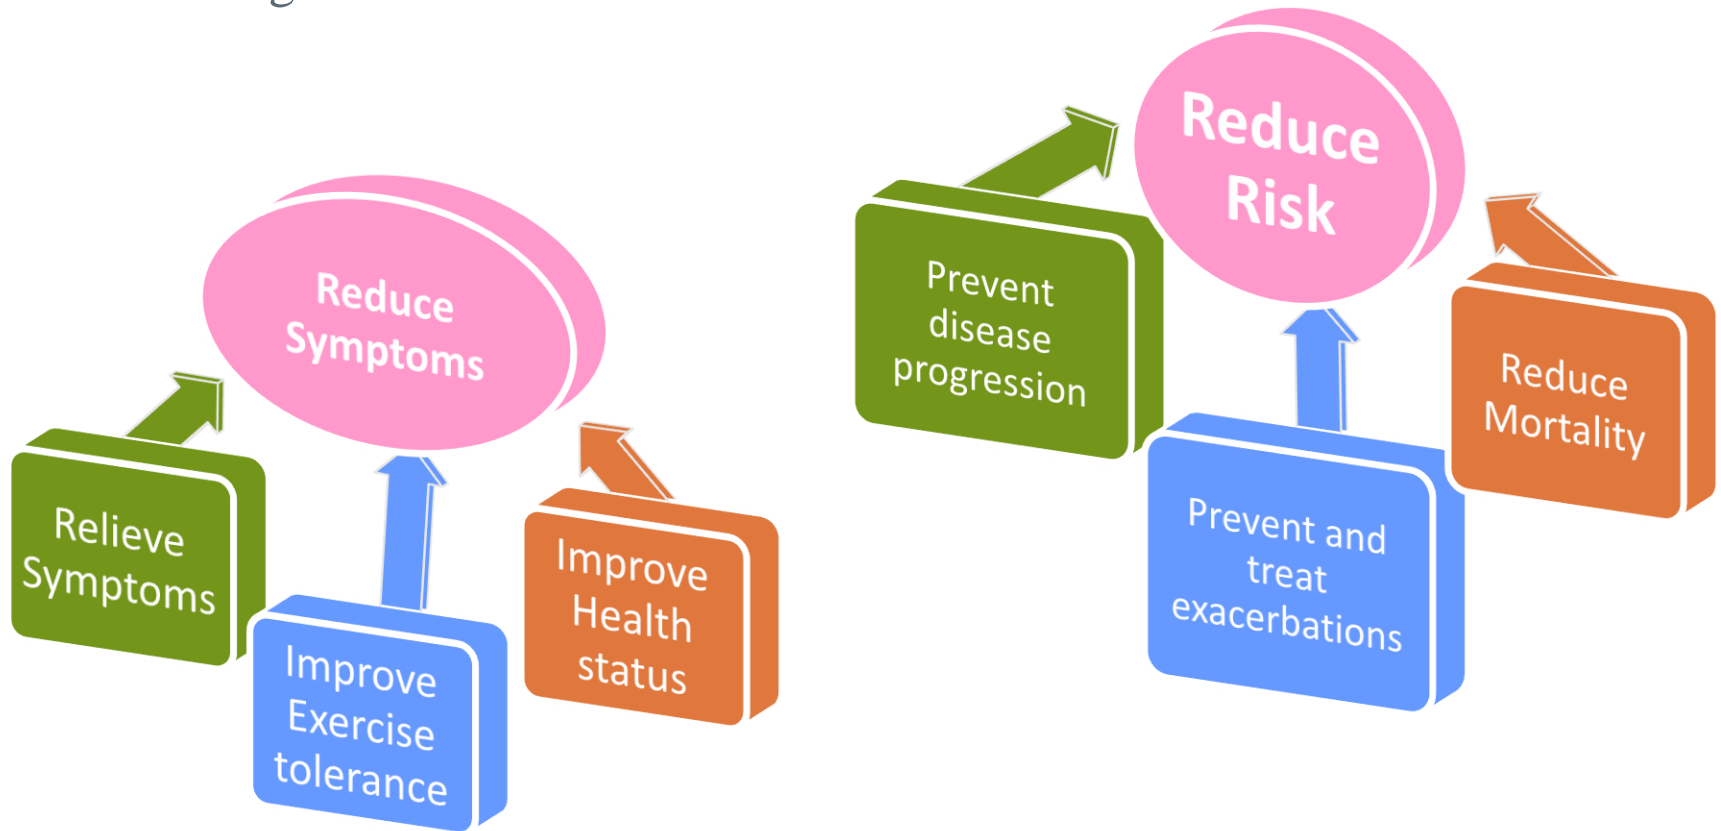 Reduce
Symptoms
Relieve
Symptoms
Improve
Exercise
tolerance
Improve
Health
status
Reduce
Risk
Prevent
disease
progression
Prevent and
treat
exacerbations
Reduce
Mortality